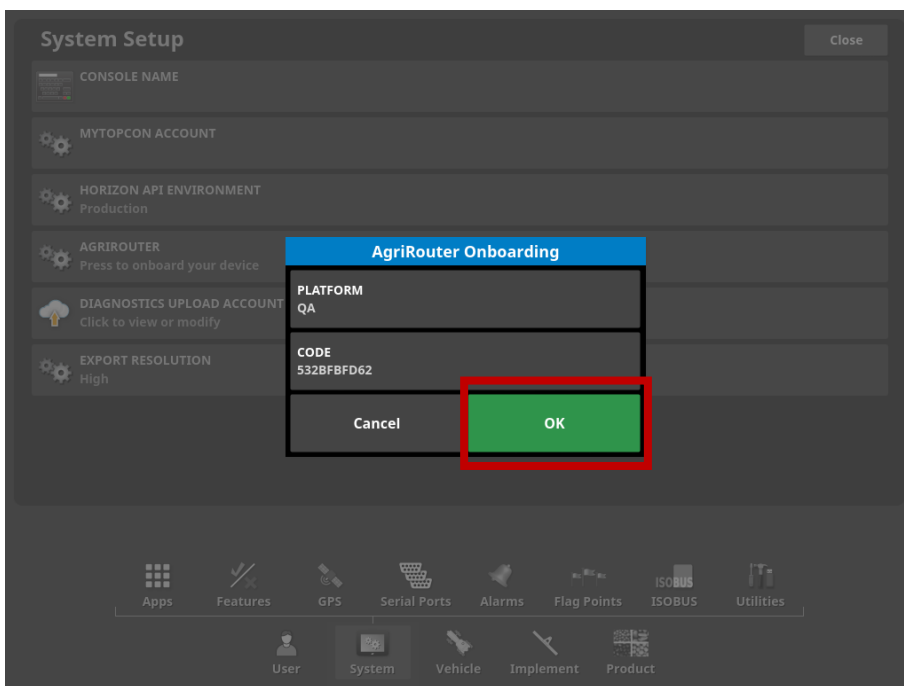 System Setup
Close
CONSOLE NAME
MYTOPCON ACCOUNT
HORIZON API ENVIRONMENT
Production
AGRIROUTER
Press to onboard your device
DIAGNOSTICS UPLOAD ACCOUNT
Click to view or modify
EXPORT RESOLUTION
High
AgriRouter Onboarding
PLATFORM
QA
CODE
532BFBFD62
Cancel
OK
ISOBUS
Apps
Features
GPS
Serial Ports
Alarms
Flag Points
ISOBUS
Utilities
User
System
Vehicle
Implement
Product